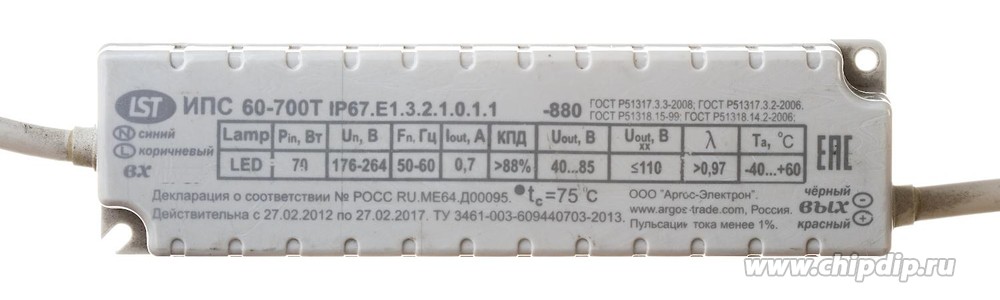 LST ИПС 60-700Т IP67.E1.3.2.1.0.1.1 -880
ГОСТ Р51317.3.3-2008; ГОСТ Р51317.3.2-2006.
ГОСТ Р51318.15-99; ГОСТ Р51318.14.2-2006;
N синий
L коричневый
вх
Lamp Pin, Вт Un, В Fn, Гц Iout, А КПД Uout, В Uout, В хх λ Ta, °C
LED 70 176-264 50-60 0,7 >88% 40...85 ≤110 >0,97 -40...+60
EAC
Декларация о соответствии № РОСС RU.МЕ64.Д00095.
Действительна с 27.02.2012 по 27.02.2017. ТУ 3461-003-609440703-2013.
tc=75 °C
ООО "Аргос-Электрон".
www.argos-trade.com, Россия.
Пульсация тока менее 1%.
чёрный -
вых
красный +
www.chipdip.ru